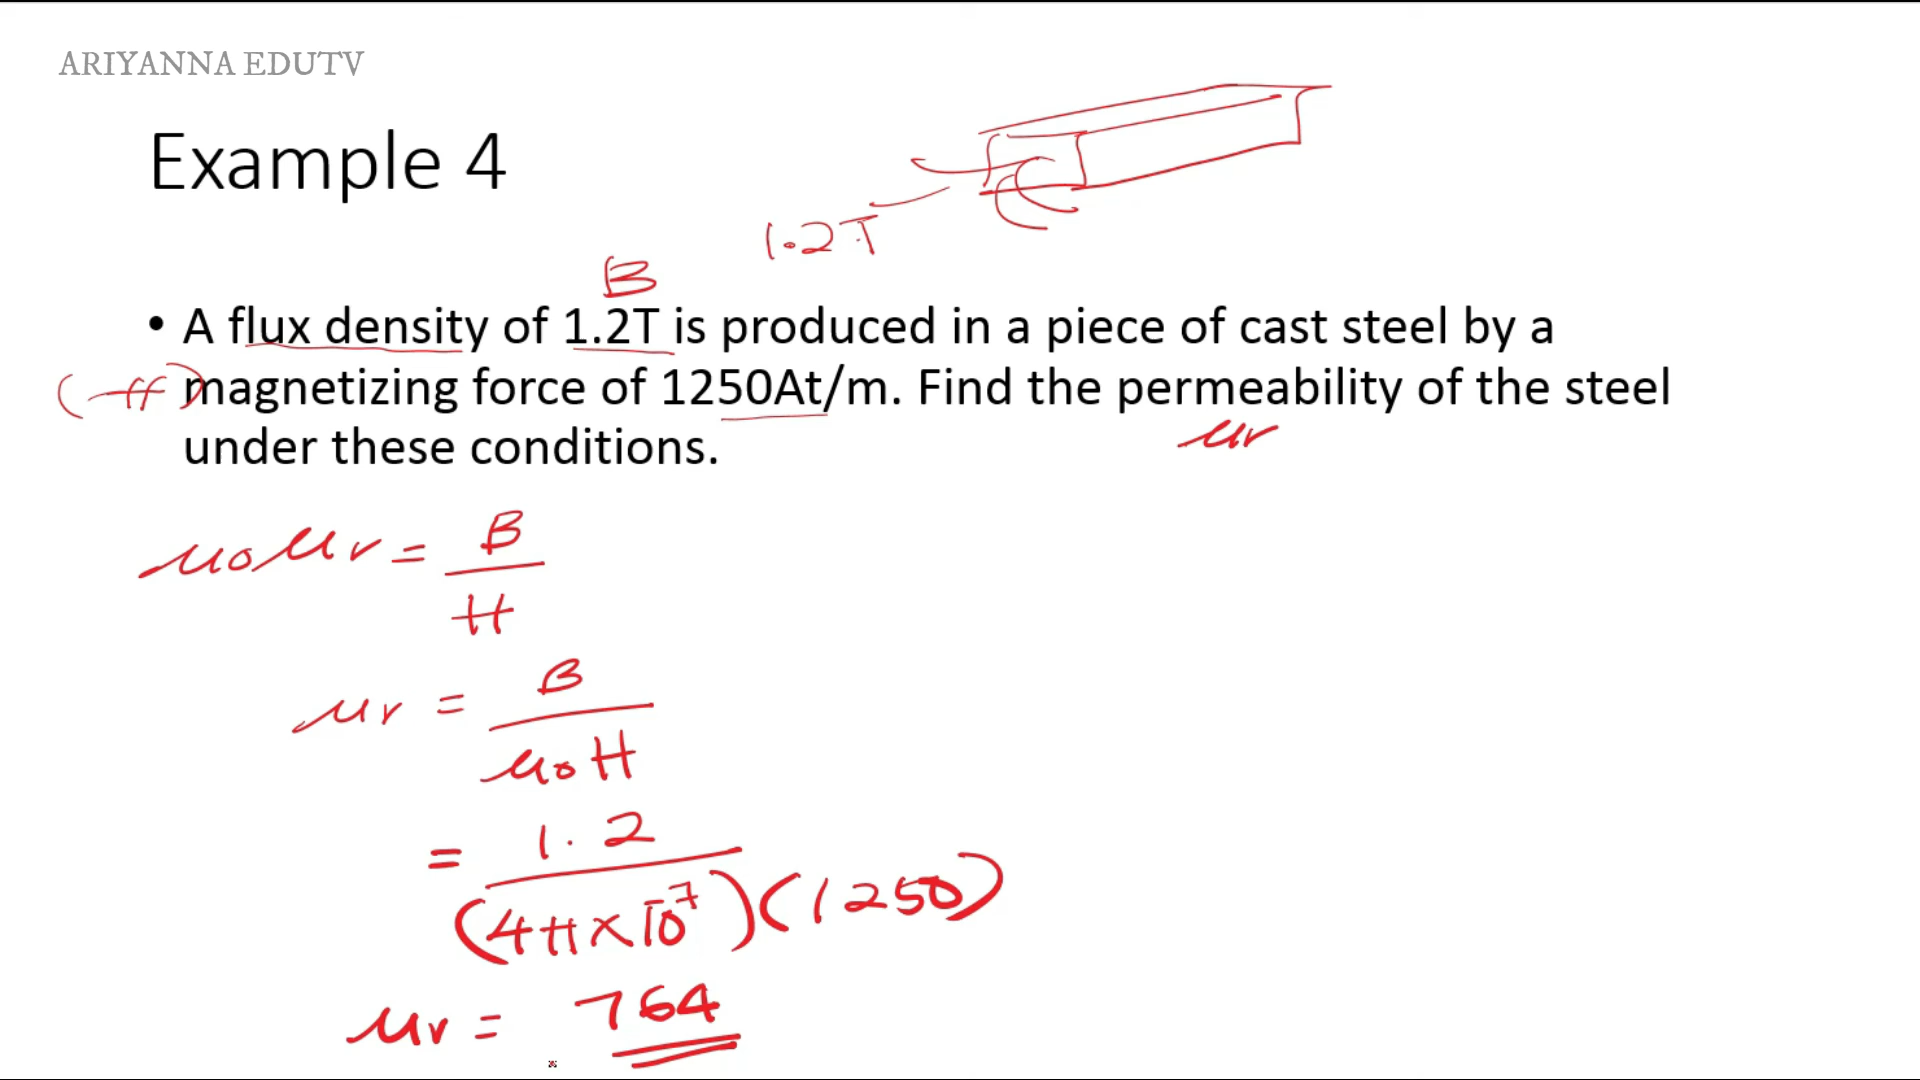 ARIYANNA EDUTV
Example 4
1.2T
B
• A flux density of 1.2T is produced in a piece of cast steel by a
(H) magnetizing force of 1250At/m. Find the permeability of the steel
μr
under these conditions.
μoμr = B
H
μr = B
μoH
= 1.2
(4π×10⁷)(1250)
μr = 764